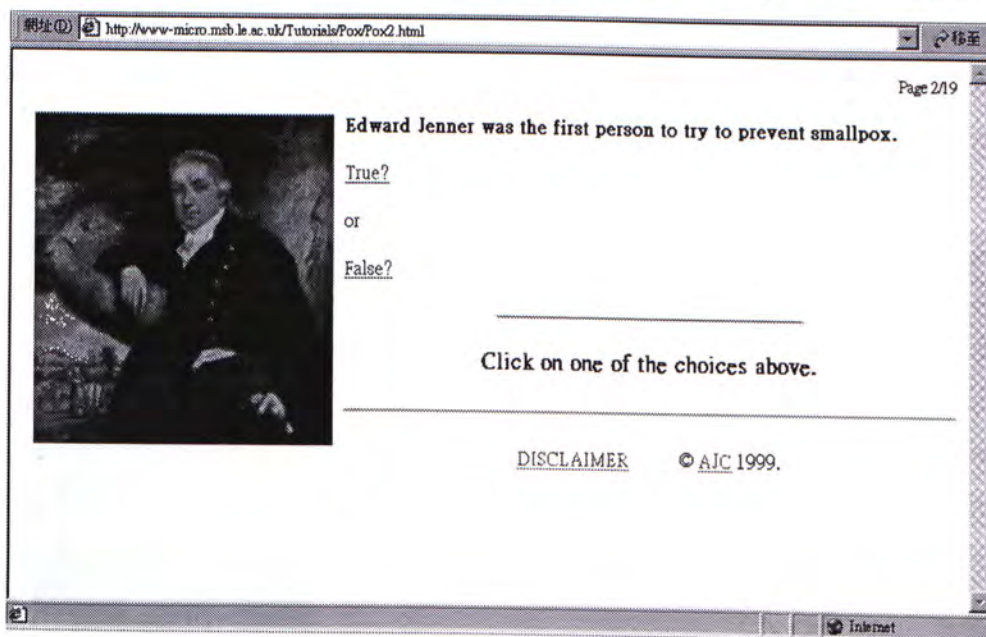 網址(D) http://www-micro.msb.le.ac.uk/Tutorials/Pox/Pox2.html 移至
Page 2/19
Edward Jenner was the first person to try to prevent smallpox.
True?
or
False?
Click on one of the choices above.
DISCLAIMER © AJC 1999.
Internet